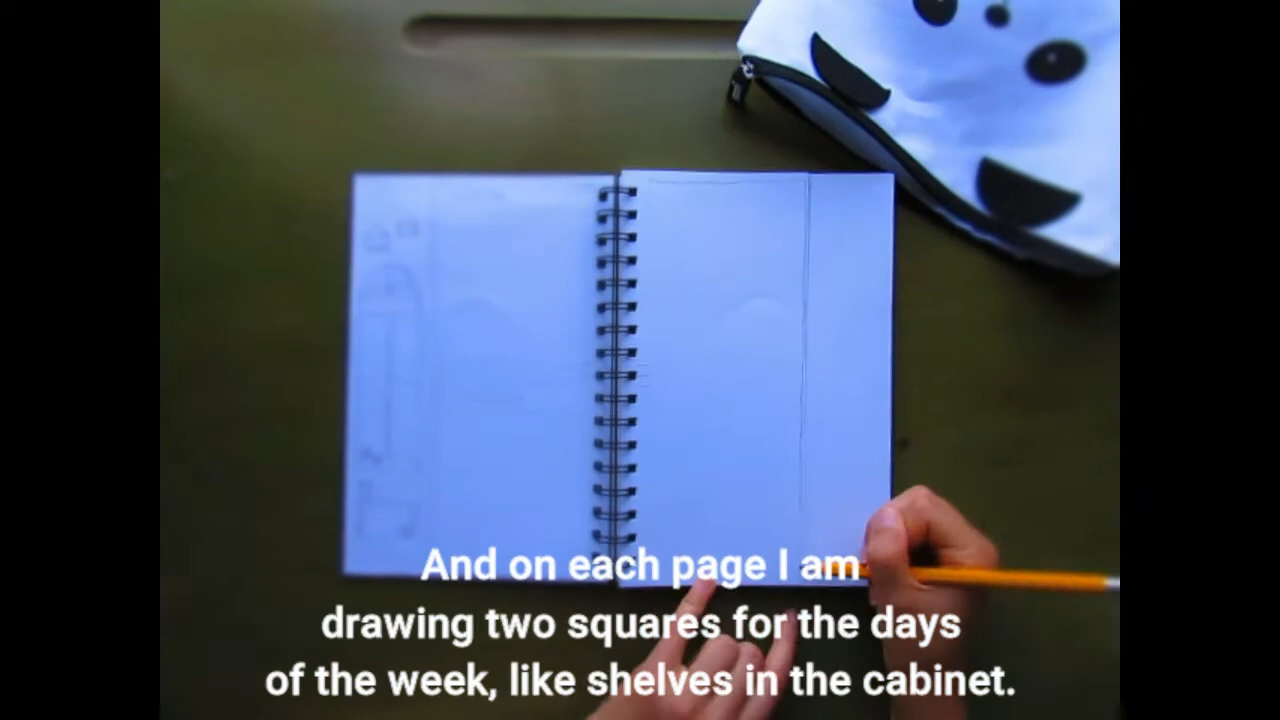 And on each page I am
drawing two squares for the days
of the week, like shelves in the cabinet.